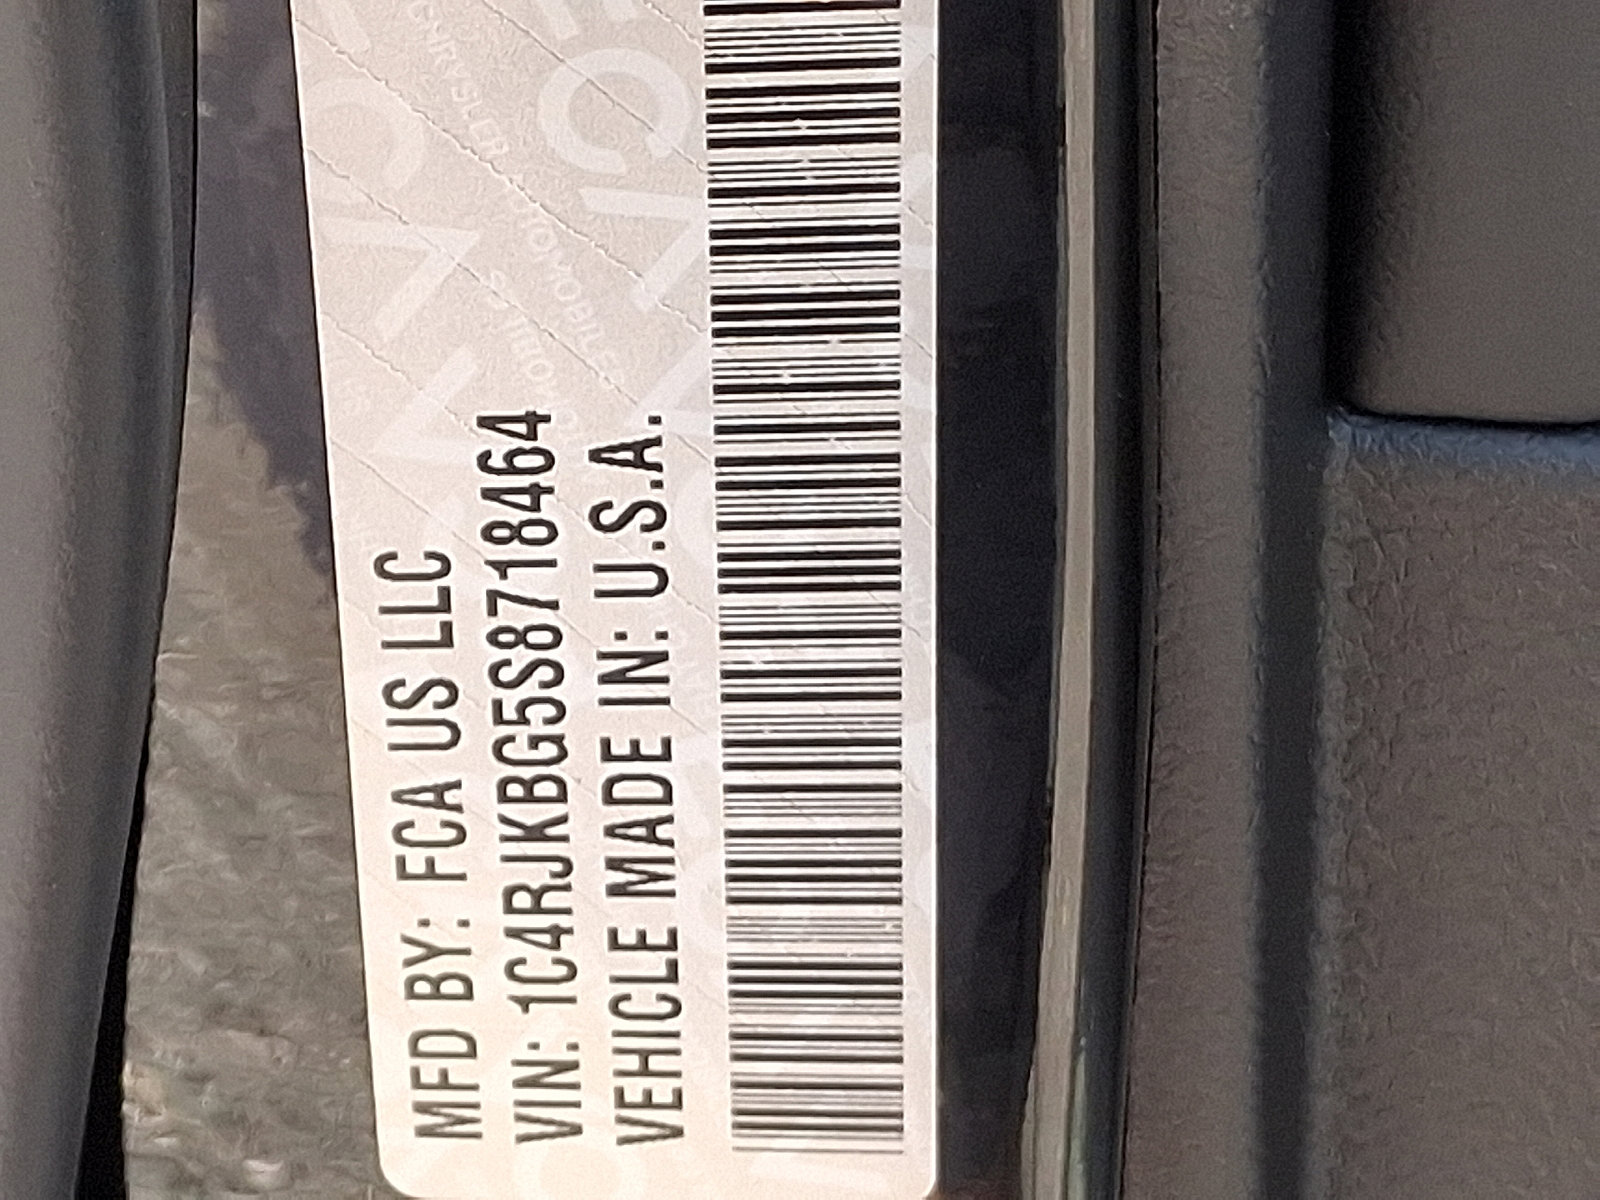 MFD BY: FCA US LLC
VIN: 1C4RJKBG5S8718464
VEHICLE MADE IN: U.S.A.